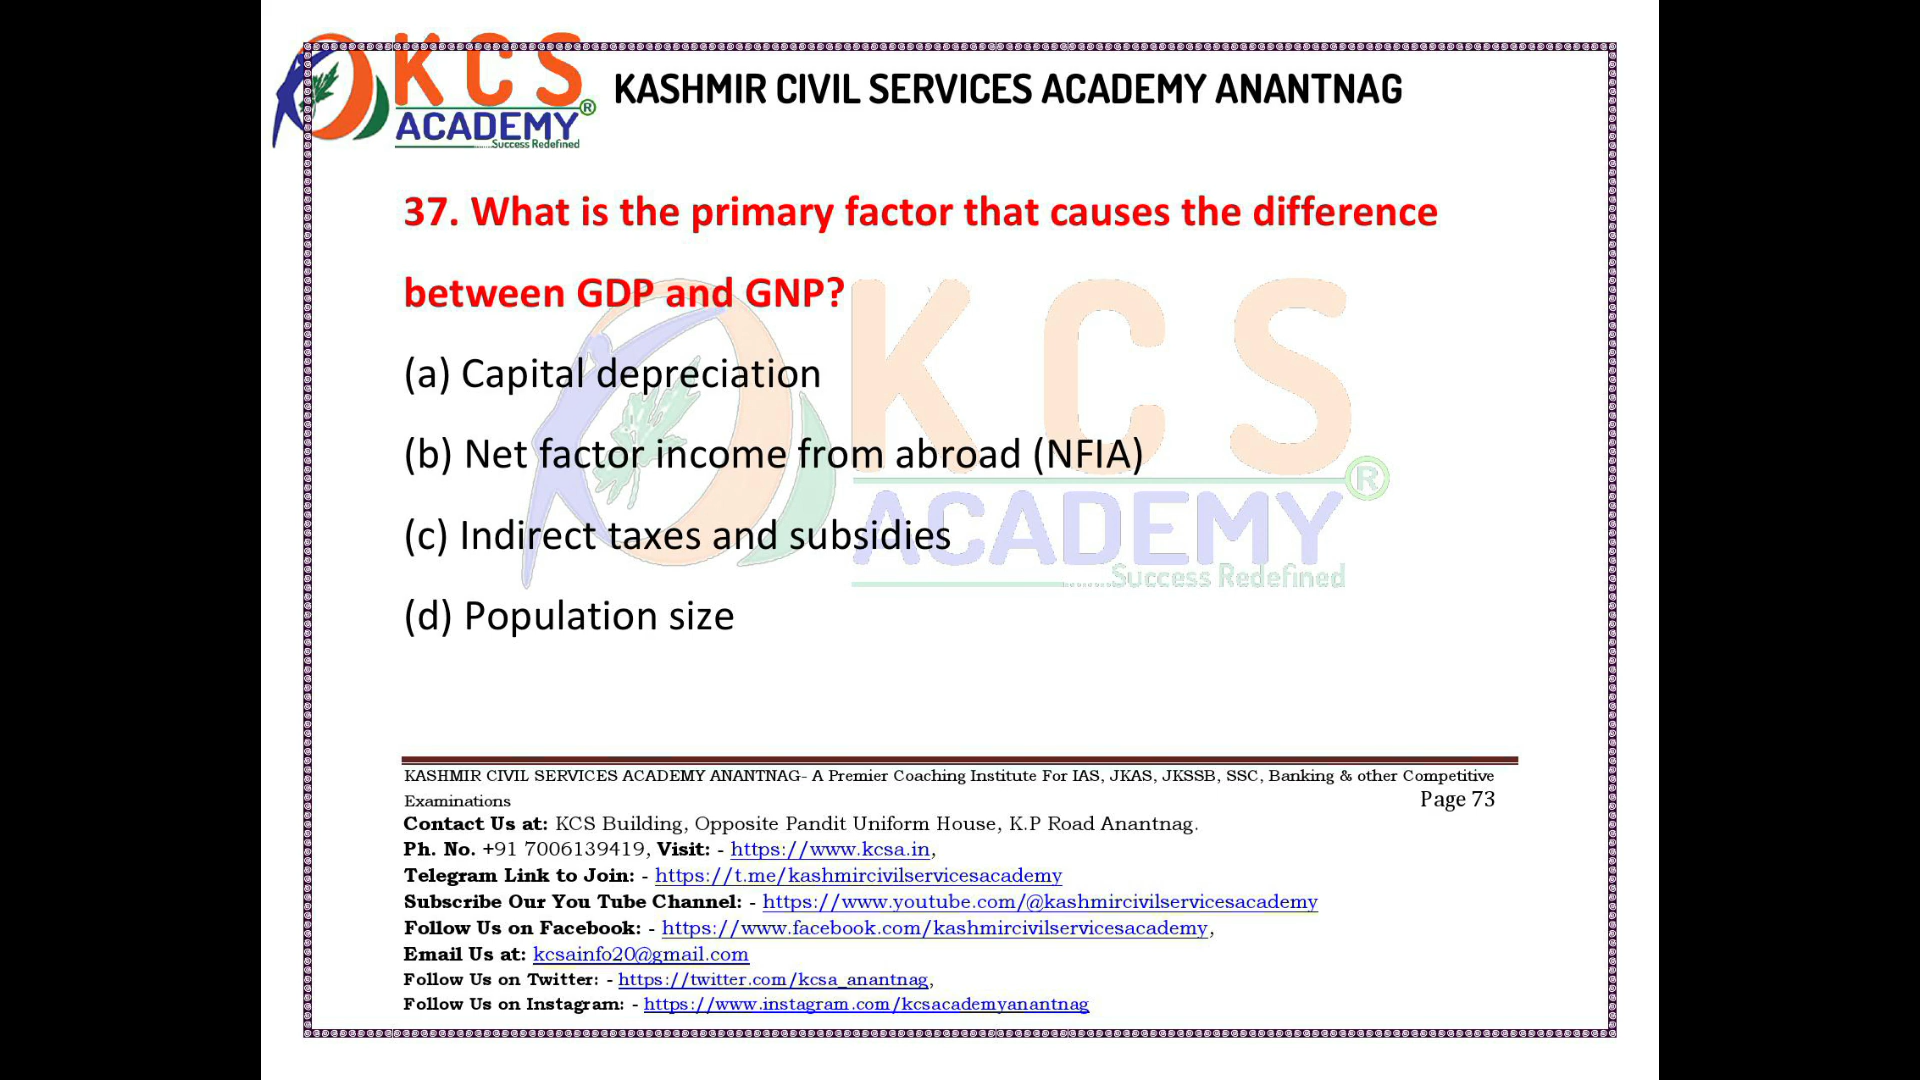 KCS
ACADEMY®
......Success Redefined
KASHMIR CIVIL SERVICES ACADEMY ANANTNAG
37. What is the primary factor that causes the difference
between GDP and GNP?
(a) Capital depreciation
(b) Net factor income from abroad (NFIA)
(c) Indirect taxes and subsidies
(d) Population size
KCS
ACADEMY®
.......Success Redefined
KASHMIR CIVIL SERVICES ACADEMY ANANTNAG- A Premier Coaching Institute For IAS, JKAS, JKSSB, SSC, Banking & other Competitive
Examinations Page 73
Contact Us at: KCS Building, Opposite Pandit Uniform House, K.P Road Anantnag.
Ph. No. +91 7006139419, Visit: - https://www.kcsa.in,
Telegram Link to Join: - https://t.me/kashmircivilservicesacademy
Subscribe Our You Tube Channel: - https://www.youtube.com/@kashmircivilservicesacademy
Follow Us on Facebook: - https://www.facebook.com/kashmircivilservicesacademy,
Email Us at: kcsainfo20@gmail.com
Follow Us on Twitter: - https://twitter.com/kcsa_anantnag,
Follow Us on Instagram: - https://www.instagram.com/kcsacademyanantnag